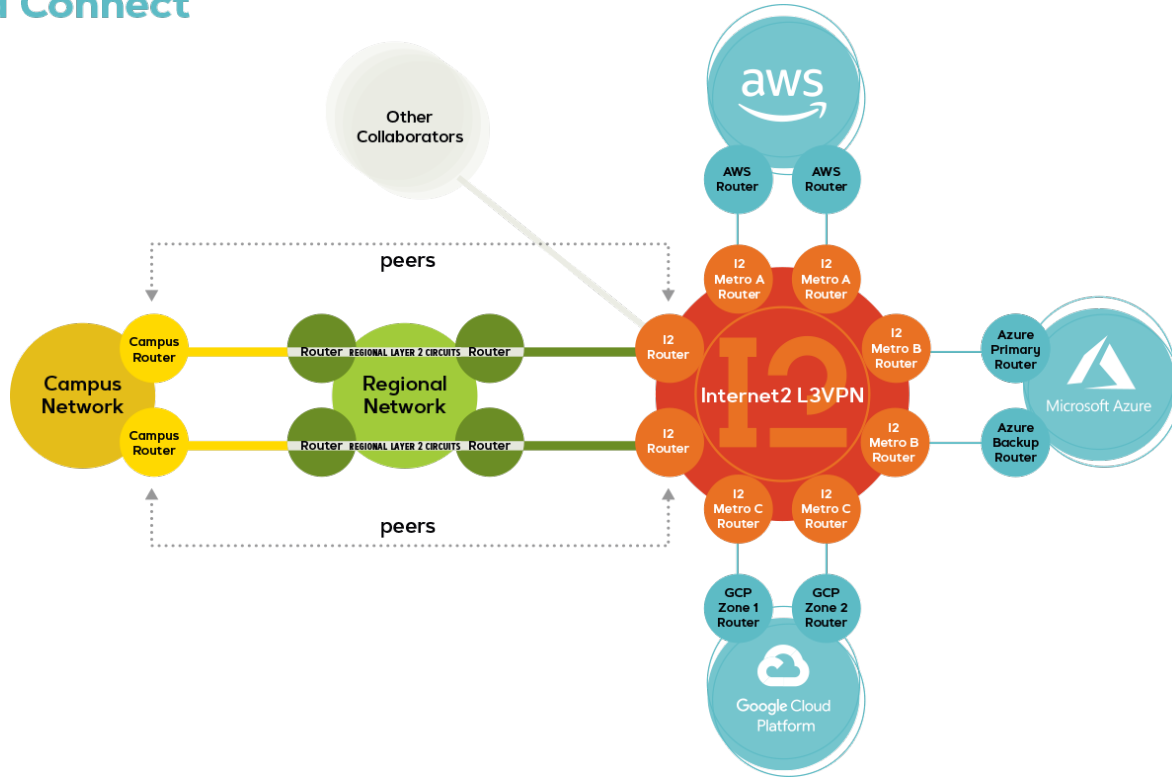 Connect
aws
Other
Collaborators
AWS
Router
AWS
Router
peers
I2
Metro A
Router
I2
Metro A
Router
Campus
Router
Router
REGIONAL LAYER 2 CIRCUITS
Router
I2
Router
I2
Metro B
Router
Azure
Primary
Router
Campus
Network
Regional
Network
I2
Internet2 L3VPN
Microsoft Azure
Campus
Router
Router
REGIONAL LAYER 2 CIRCUITS
Router
I2
Router
I2
Metro B
Router
Azure
Backup
Router
peers
I2
Metro C
Router
I2
Metro C
Router
GCP
Zone 1
Router
GCP
Zone 2
Router
Google Cloud
Platform